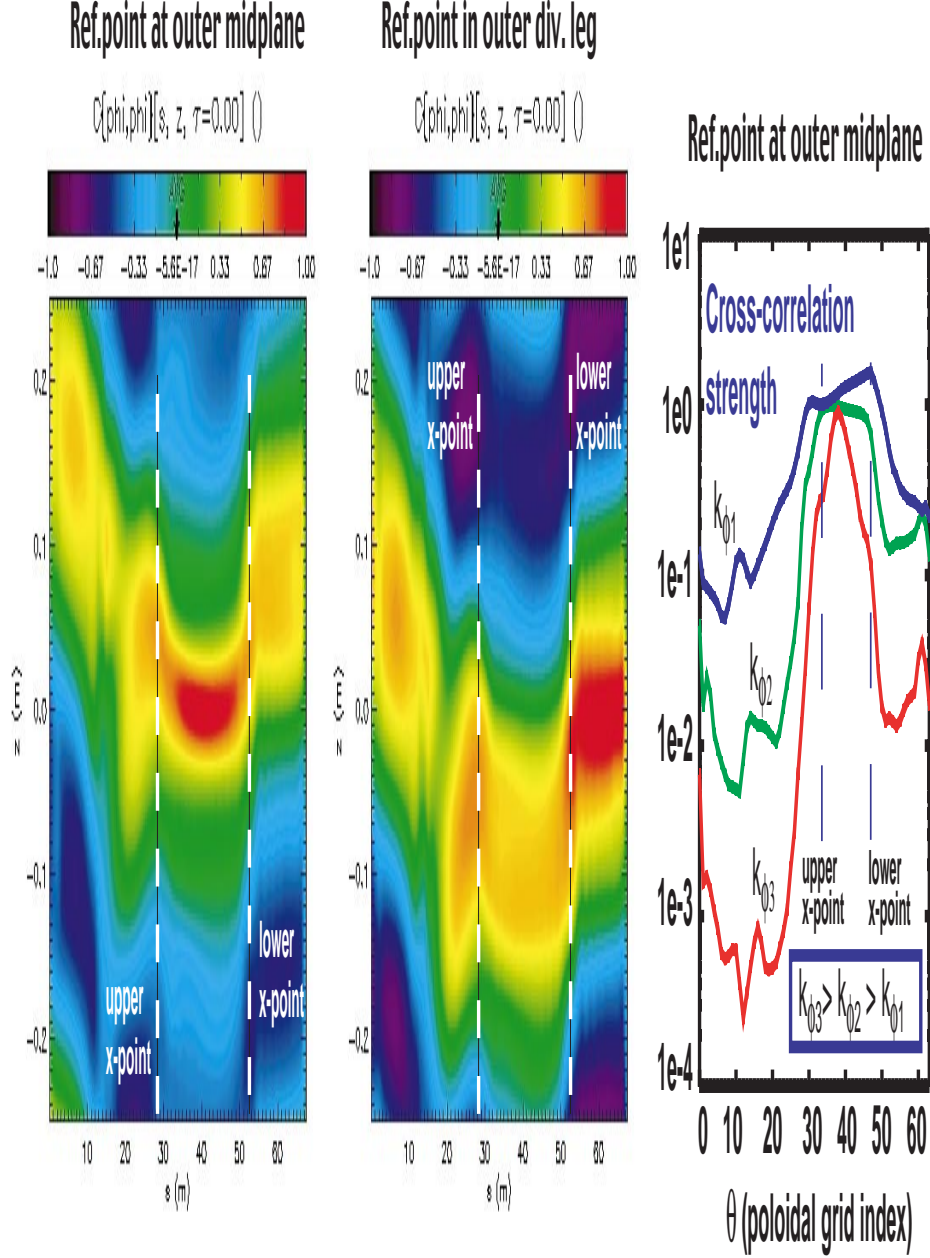 Ref.point at outer midplane
C[phi,phi][s, z, τ=0.00] ()
AVG
-1.0 -0.67 -0.33 -5.6E-17 0.33 0.67 1.00
0.2
0.1
0.0
-0.1
-0.2
z (m)
upper
x-point
lower
x-point
10 20 30 40 50 60
s (m)
Ref.point in outer div. leg
C[phi,phi][s, z, τ=0.00] ()
AVG
-1.0 -0.67 -0.33 -5.6E-17 0.33 0.67 1.00
upper
x-point
lower
x-point
0.2
0.1
0.0
-0.1
-0.2
z (m)
10 20 30 40 50 60
s (m)
Ref.point at outer midplane
1e1
1e0
1e-1
1e-2
1e-3
1e-4
Cross-correlation
strength
kϕ1
kϕ2
kϕ3
upper
x-point
lower
x-point
kϕ3 > kϕ2 > kϕ1
0 10 20 30 40 50 60
θ (poloidal grid index)